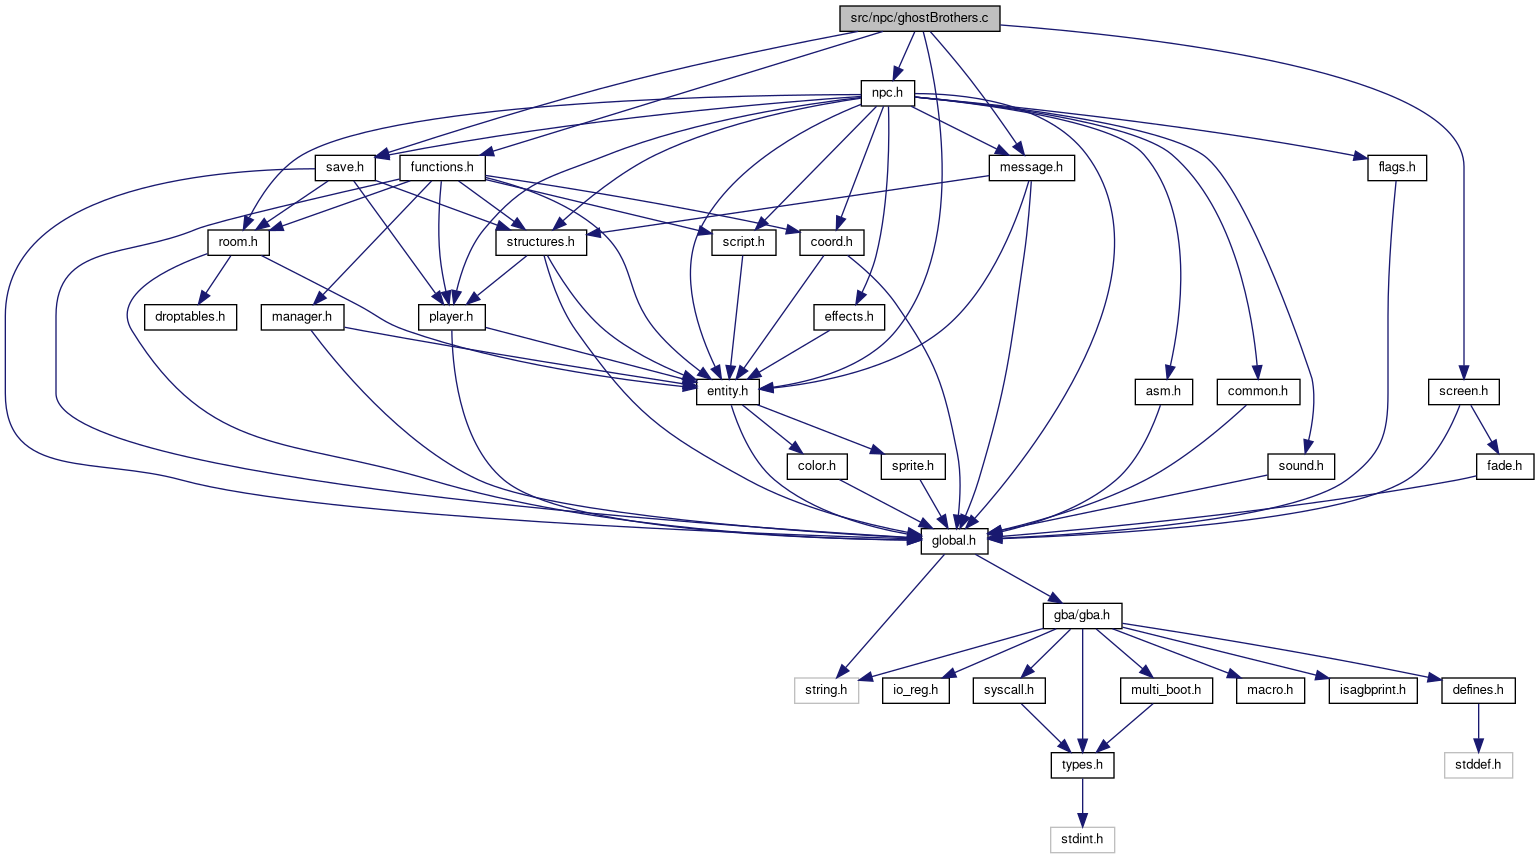 src/npc/ghostBrothers.c
npc.h
save.h
functions.h
message.h
flags.h
room.h
structures.h
script.h
coord.h
droptables.h
manager.h
player.h
effects.h
entity.h
asm.h
common.h
screen.h
color.h
sprite.h
sound.h
fade.h
global.h
gba/gba.h
string.h
io_reg.h
syscall.h
multi_boot.h
macro.h
isagbprint.h
defines.h
types.h
stddef.h
stdint.h